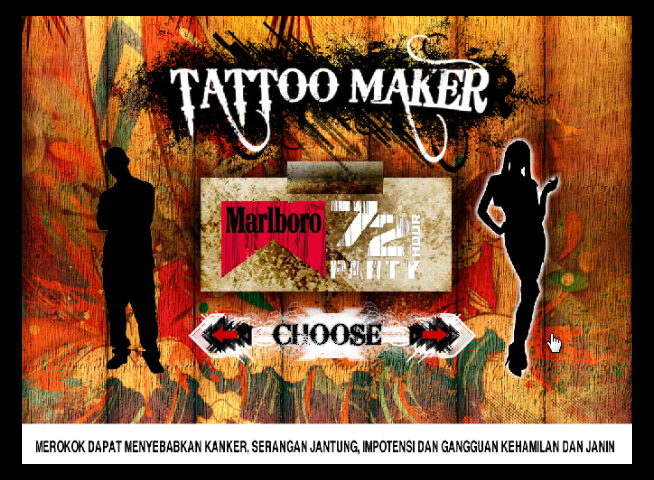 TATTOO MAKER
Marlboro
72
HOUR
PARTY
CHOOSE
MEROKOK DAPAT MENYEBABKAN KANKER, SERANGAN JANTUNG, IMPOTENSI DAN GANGGUAN KEHAMILAN DAN JANIN